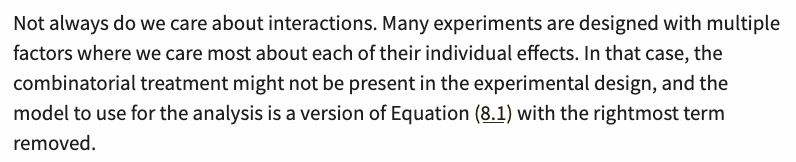 Not always do we care about interactions. Many experiments are designed with multiple
factors where we care most about each of their individual effects. In that case, the
combinatorial treatment might not be present in the experimental design, and the
model to use for the analysis is a version of Equation (8.1) with the rightmost term
removed.